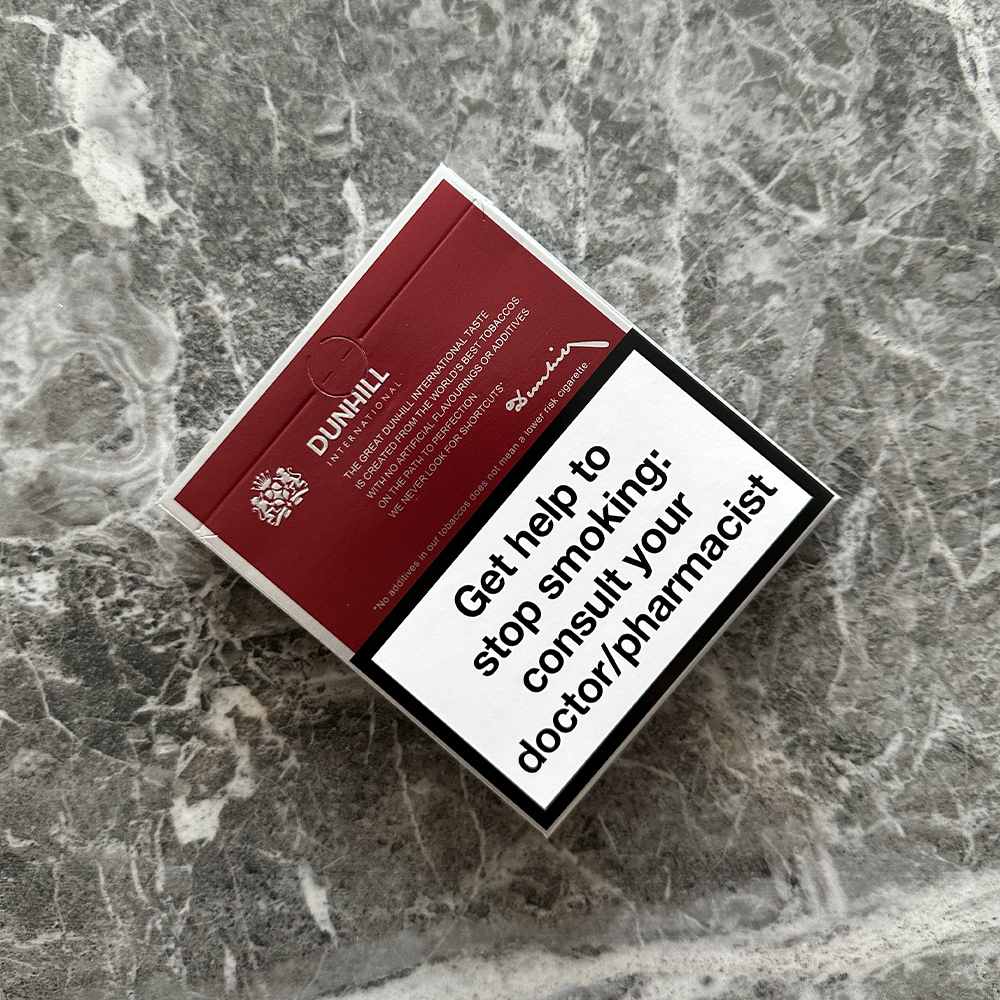 DUNHILL
INTERNATIONAL
THE GREAT DUNHILL INTERNATIONAL TASTE
IS CREATED FROM THE WORLD'S BEST TOBACCOS.
WITH NO ARTIFICIAL FLAVOURINGS OR ADDITIVES
ON THE PATH TO PERFECTION
WE NEVER LOOK FOR SHORTCUTS*
Dunhill
*No additives in our tobaccos does not mean a lower risk cigarette.
Get help to
stop smoking:
consult your
doctor/pharmacist